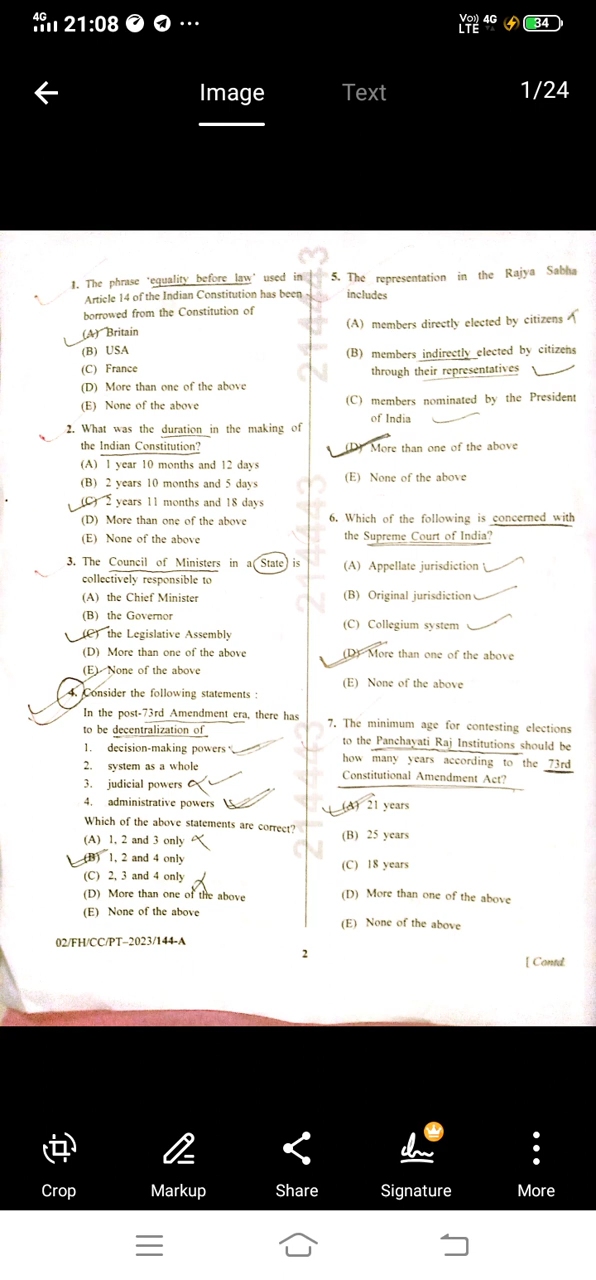 4G 21:08 ...
Vo)) 4G
LTE
34
Image
Text
1/24
1. The phrase ‘equality before law’ used in
Article 14 of the Indian Constitution has been
borrowed from the Constitution of
(A) Britain
(B) USA
(C) France
(D) More than one of the above
(E) None of the above
2. What was the duration in the making of
the Indian Constitution?
(A) 1 year 10 months and 12 days
(B) 2 years 10 months and 5 days
(C) 2 years 11 months and 18 days
(D) More than one of the above
(E) None of the above
3. The Council of Ministers in a State is
collectively responsible to
(A) the Chief Minister
(B) the Governor
(C) the Legislative Assembly
(D) More than one of the above
(E) None of the above
4. Consider the following statements :
In the post-73rd Amendment era, there has
to be decentralization of
1. decision-making powers
2. system as a whole
3. judicial powers
4. administrative powers
Which of the above statements are correct?
(A) 1, 2 and 3 only
(B) 1, 2 and 4 only
(C) 2, 3 and 4 only
(D) More than one of the above
(E) None of the above
02/FH/CC/PT–2023/144-A
214443
214443
214443
5. The representation in the Rajya Sabha
includes
(A) members directly elected by citizens
(B) members indirectly elected by citizens
through their representatives
(C) members nominated by the President
of India
(D) More than one of the above
(E) None of the above
6. Which of the following is concerned with
the Supreme Court of India?
(A) Appellate jurisdiction
(B) Original jurisdiction
(C) Collegium system
(D) More than one of the above
(E) None of the above
7. The minimum age for contesting elections
to the Panchayati Raj Institutions should be
how many years according to the 73rd
Constitutional Amendment Act?
(A) 21 years
(B) 25 years
(C) 18 years
(D) More than one of the above
(E) None of the above
2
[ Contd.
Crop
Markup
Share
Signature
More